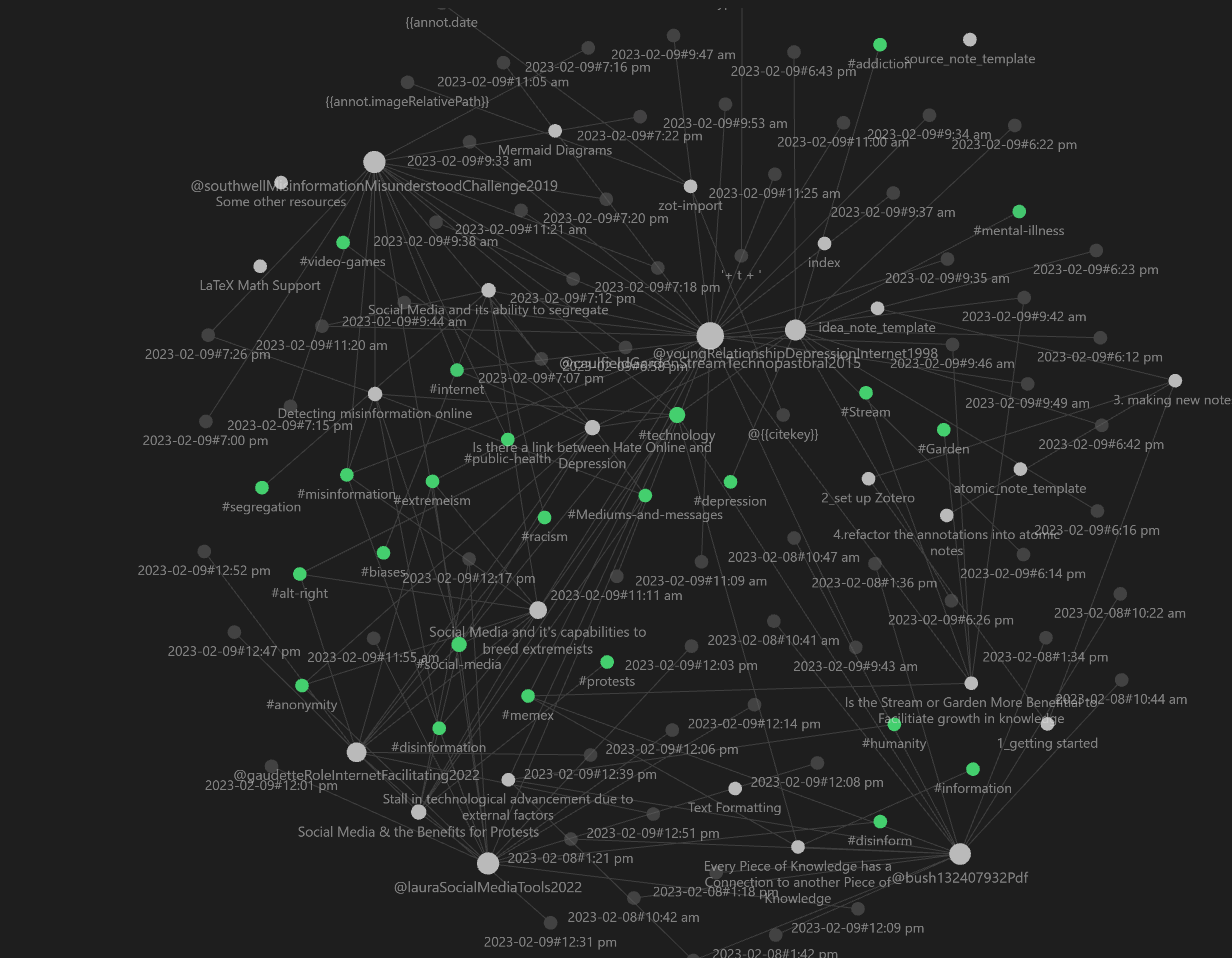 {{annot.date
2023-02-09#9:47 am
source_note_template
#addiction
2023-02-09#7:16 pm
2023-02-09#6:43 pm
2023-02-09#11:05 am
{{annot.imageRelativePath}}
2023-02-09#9:53 am
2023-02-09#7:22 pm
2023-02-09#9:34 am
2023-02-09#11:00 am
2023-02-09#6:22 pm
Mermaid Diagrams
2023-02-09#9:33 am
@southwellMisinformationMisunderstoodChallenge2019
2023-02-09#11:25 am
Some other resources
zot-import
2023-02-09#9:37 am
2023-02-09#7:20 pm
2023-02-09#11:21 am
#mental-illness
2023-02-09#9:38 am
#video-games
index
2023-02-09#6:23 pm
'+ t + '
2023-02-09#9:35 am
LaTeX Math Support
2023-02-09#7:18 pm
2023-02-09#7:12 pm
Social Media and its ability to segregate
2023-02-09#9:42 am
2023-02-09#9:44 am
idea_note_template
2023-02-09#11:20 am
2023-02-09#7:26 pm
@youngRelationshipDepressionInternet1998
2023-02-09#6:12 pm
@caulfieldGardenStreamTechnopastoral2015
2023-02-09#6:58 pm
2023-02-09#9:46 am
2023-02-09#7:07 pm
#internet
3. making new note
2023-02-09#9:49 am
Detecting misinformation online
#Stream
2023-02-09#7:15 pm
#technology
@{{citekey}}
2023-02-09#7:00 pm
2023-02-09#6:42 pm
Is there a link between Hate Online and
Depression
#Garden
#public-health
atomic_note_template
#misinformation
#extremeism
2_set up Zotero
#depression
#segregation
#Mediums-and-messages
2023-02-09#6:16 pm
4.refactor the annotations into atomic
notes
#racism
2023-02-08#10:47 am
2023-02-09#12:52 pm
#biases
2023-02-09#6:14 pm
2023-02-09#12:17 pm
2023-02-09#11:09 am
2023-02-08#1:36 pm
#alt-right
2023-02-09#11:11 am
2023-02-08#10:22 am
2023-02-09#6:26 pm
Social Media and it's capabilities to
breed extremeists
2023-02-08#10:41 am
2023-02-09#12:47 pm
2023-02-09#11:55 am
2023-02-08#1:34 pm
#social-media
2023-02-09#12:03 pm
2023-02-09#9:43 am
#protests
2023-02-08#10:44 am
Is the Stream or Garden More Benefitial to
Facilitiate growth in knowledge
#anonymity
#memex
2023-02-09#12:14 pm
#humanity
1_getting started
#disinformation
2023-02-09#12:06 pm
@gaudetteRoleInternetFacilitating2022
2023-02-09#12:39 pm
2023-02-09#12:01 pm
2023-02-09#12:08 pm
#information
Stall in technological advancement due to
external factors
Text Formatting
Social Media & the Benefits for Protests
2023-02-09#12:51 pm
#disinform
2023-02-08#1:21 pm
Every Piece of Knowledge has a
Connection to another Piece of
Knowledge
@bush132407932Pdf
@lauraSocialMediaTools2022
2023-02-08#1:18 pm
2023-02-08#10:42 am
2023-02-09#12:09 pm
2023-02-09#12:31 pm
2023-02-08#1:42 pm